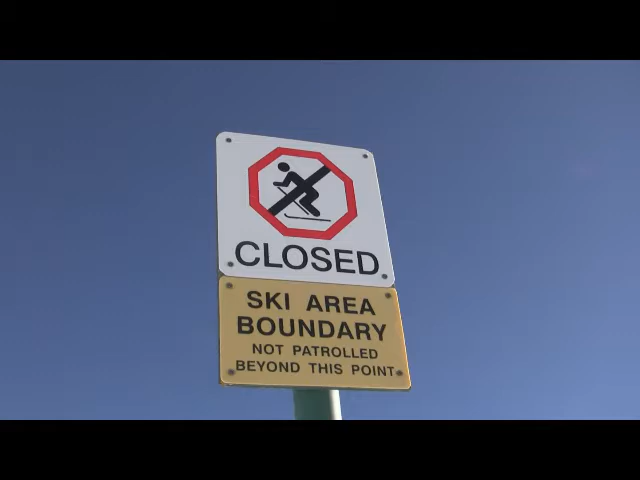 CLOSED
SKI AREA
BOUNDARY
NOT PATROLLED
BEYOND THIS POINT